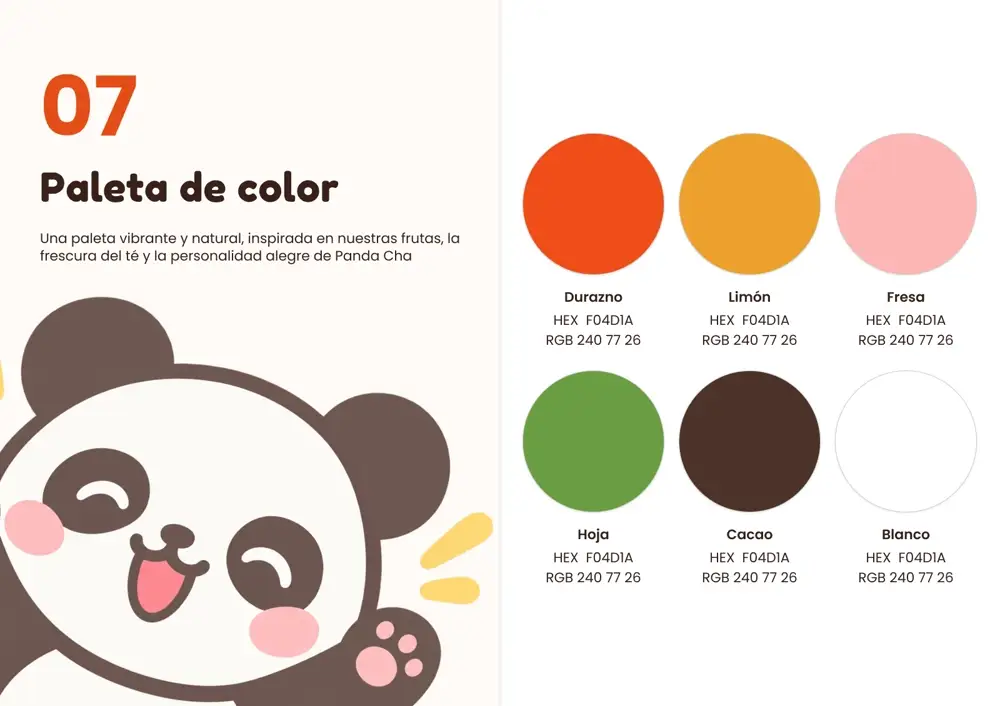 07
Paleta de color
Una paleta vibrante y natural, inspirada en nuestras frutas, la
frescura del té y la personalidad alegre de Panda Cha
Durazno
HEX F04D1A
RGB 240 77 26
Limón
HEX F04D1A
RGB 240 77 26
Fresa
HEX F04D1A
RGB 240 77 26
Hoja
HEX F04D1A
RGB 240 77 26
Cacao
HEX F04D1A
RGB 240 77 26
Blanco
HEX F04D1A
RGB 240 77 26